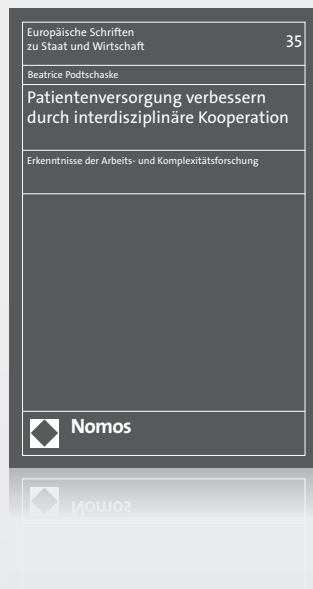 Europäische Schriften
zu Staat und Wirtschaft
35
Beatrice Podtschaske
Patientenversorgung verbessern
durch interdisziplinäre Kooperation
Erkenntnisse der Arbeits- und Komplexitätsforschung
Nomos
Nomos